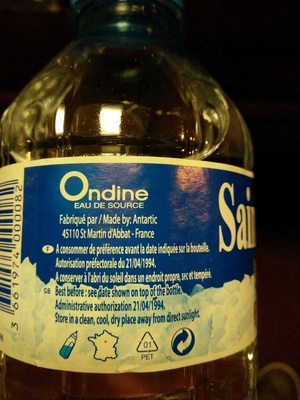 Ondine
EAU DE SOURCE
Fabriqué par / Made by: Antartic
45110 St Martin d'Abbat - France
F A consommer de préférence avant la date indiquée sur la bouteille.
Autorisation préfectorale du 21/04/1994.
A conserver à l'abri du soleil dans un endroit propre, sec et tempéré.
GB Best before : see date shown on top of the bottle.
Administrative authorization 21/04/1994.
Store in a clean, cool, dry place away from direct sunlight.
01
PET
Sai
3 661974 000082